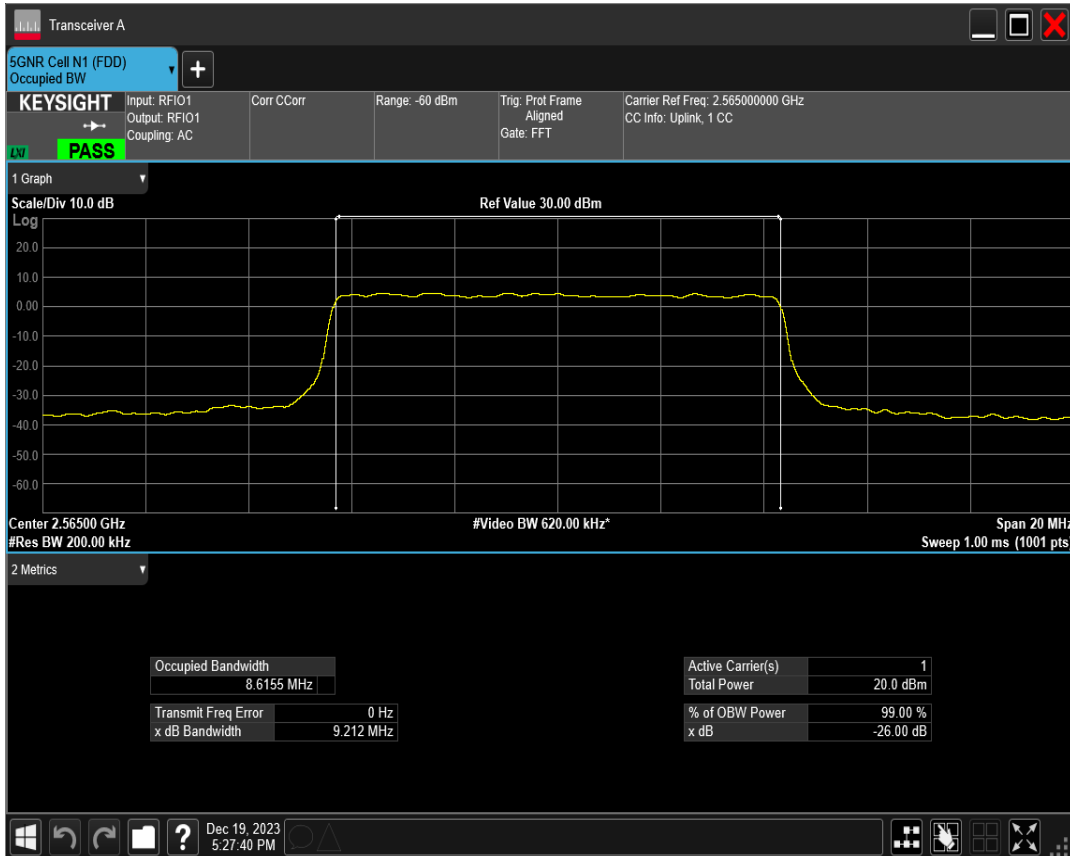 Transceiver A
5GNR Cell N1 (FDD)
Occupied BW
+
KEYSIGHT
LXI
PASS
Input: RFIO1
Output: RFIO1
Coupling: AC
Corr CCorr
Range: -60 dBm
Trig: Prot Frame
Aligned
Gate: FFT
Carrier Ref Freq: 2.565000000 GHz
CC Info: Uplink, 1 CC
1 Graph
Scale/Div 10.0 dB
Ref Value 30.00 dBm
Log
20.0
10.0
0.00
-10.0
-20.0
-30.0
-40.0
-50.0
-60.0
Center 2.56500 GHz
#Video BW 620.00 kHz*
Span 20 MHz
#Res BW 200.00 kHz
Sweep 1.00 ms (1001 pts)
2 Metrics
Occupied Bandwidth
8.6155 MHz
Transmit Freq Error 0 Hz
x dB Bandwidth 9.212 MHz
Active Carrier(s) 1
Total Power 20.0 dBm
% of OBW Power 99.00 %
x dB -26.00 dB
?
Dec 19, 2023
5:27:40 PM